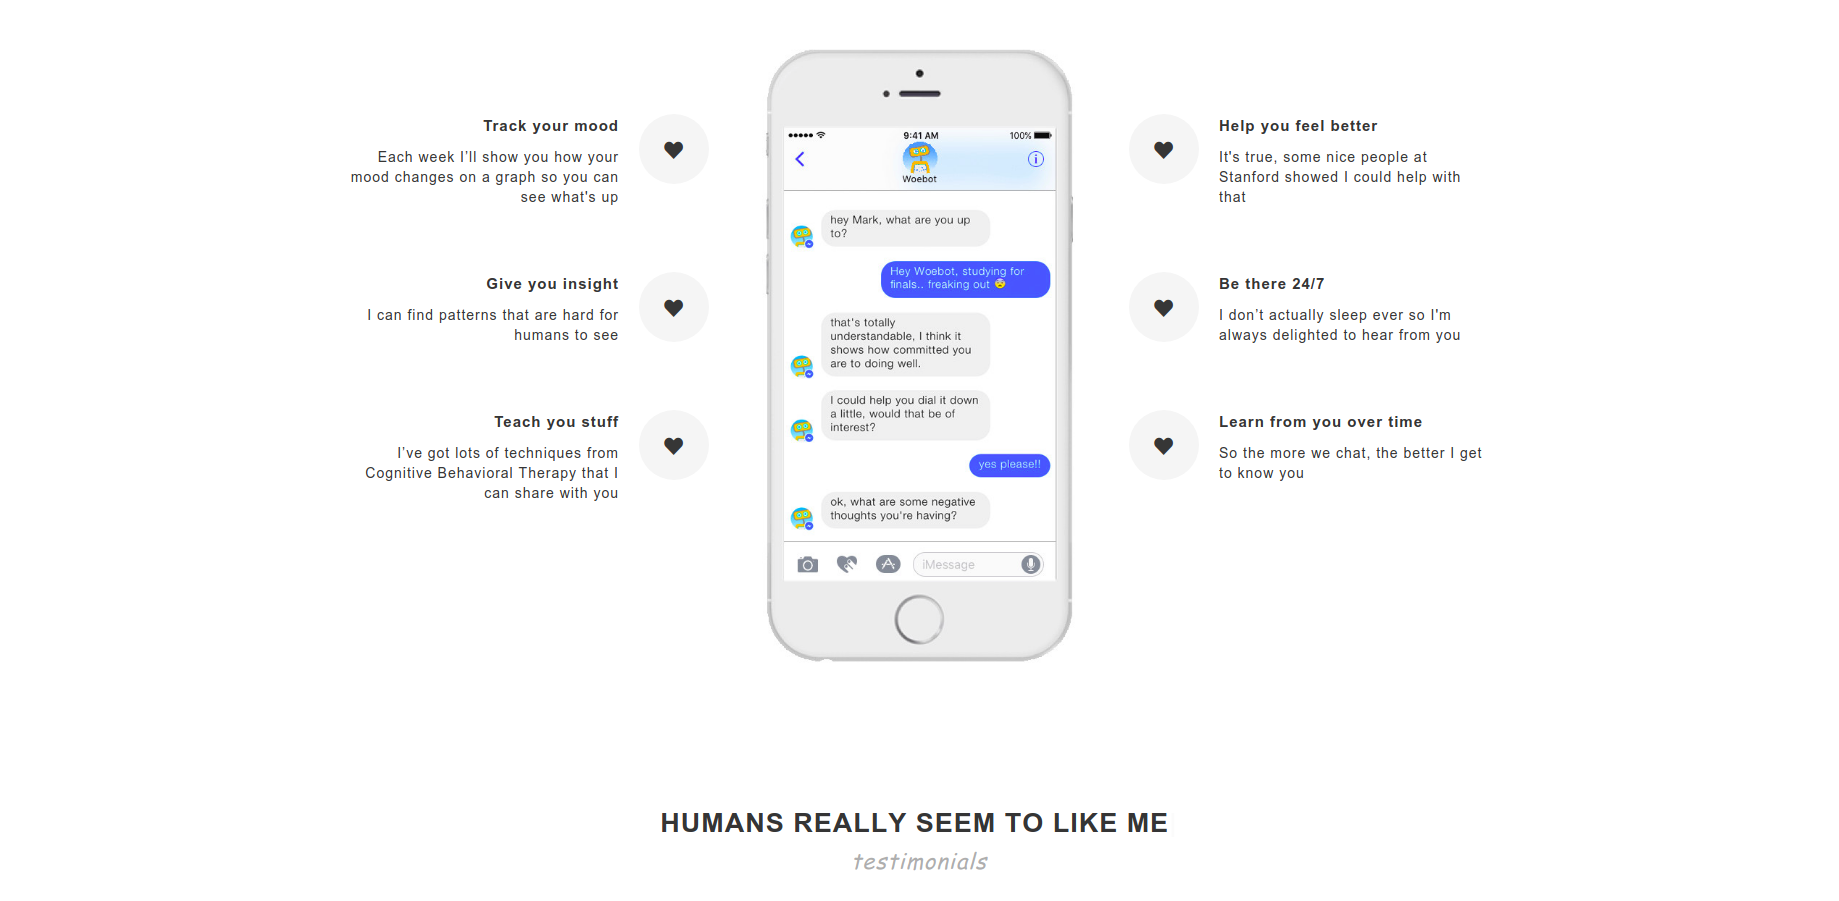 Track your mood
Each week I’ll show you how your
mood changes on a graph so you can
see what's up
Give you insight
I can find patterns that are hard for
humans to see
Teach you stuff
I’ve got lots of techniques from
Cognitive Behavioral Therapy that I
can share with you
9:41 AM
100%
Woebot
hey Mark, what are you up
to?
Hey Woebot, studying for
finals.. freaking out 😨
that's totally
understandable, I think it
shows how committed you
are to doing well.
I could help you dial it down
a little, would that be of
interest?
yes please!!
ok, what are some negative
thoughts you're having?
iMessage
Help you feel better
It's true, some nice people at
Stanford showed I could help with
that
Be there 24/7
I don’t actually sleep ever so I'm
always delighted to hear from you
Learn from you over time
So the more we chat, the better I get
to know you
HUMANS REALLY SEEM TO LIKE ME
testimonials